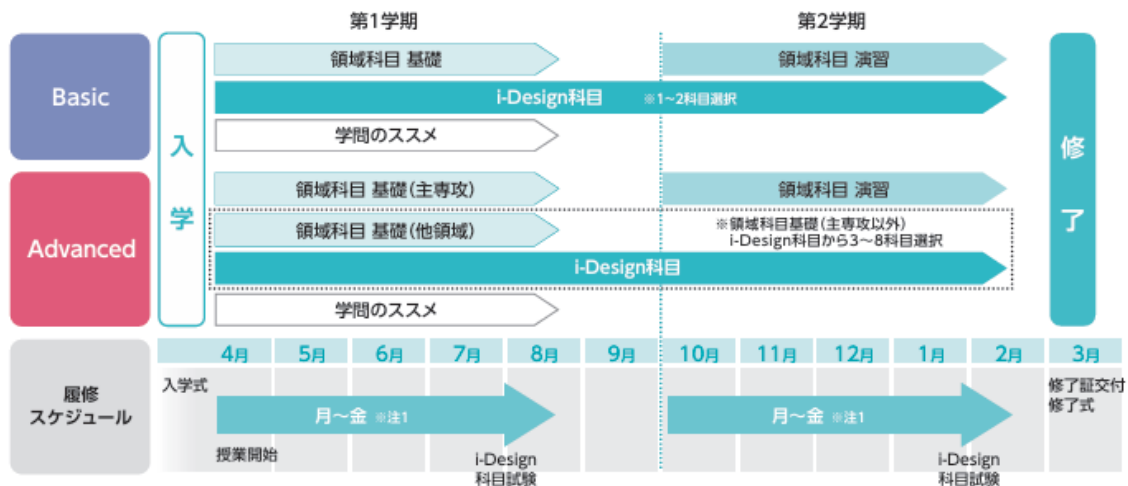 第1学期
第2学期
Basic
入学
領域科目 基礎
領域科目 演習
i-Design科目 ※1~2科目選択
学問のススメ
修了
Advanced
領域科目 基礎(主専攻)
領域科目 演習
領域科目 基礎(他領域)
※領域科目基礎(主専攻以外)
i-Design科目から3~8科目選択
i-Design科目
学問のススメ
履修
スケジュール
4月 5月 6月 7月 8月 9月 10月 11月 12月 1月 2月 3月
入学式
修了証交付
修了式
月~金 ※注1
月~金 ※注1
授業開始
i-Design
科目試験
i-Design
科目試験